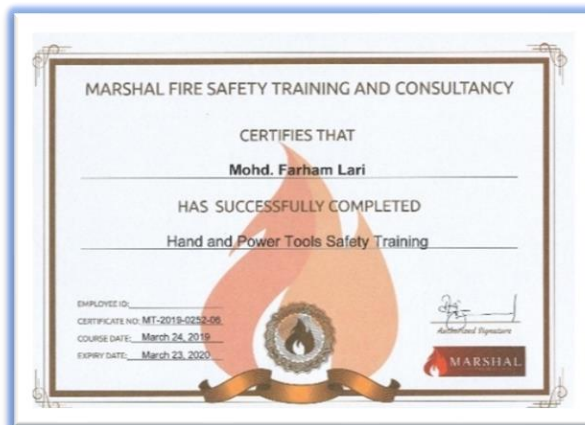 MARSHAL FIRE SAFETY TRAINING AND CONSULTANCY
CERTIFIES THAT
Mohd. Farham Lari
HAS SUCCESSFULLY COMPLETED
Hand and Power Tools Safety Training
EMPLOYEE ID:
CERTIFICATE NO: MT-2019-0252-06
COURSE DATE: March 24, 2019
EXPIRY DATE: March 23, 2020
Authorized Signature
MARSHAL